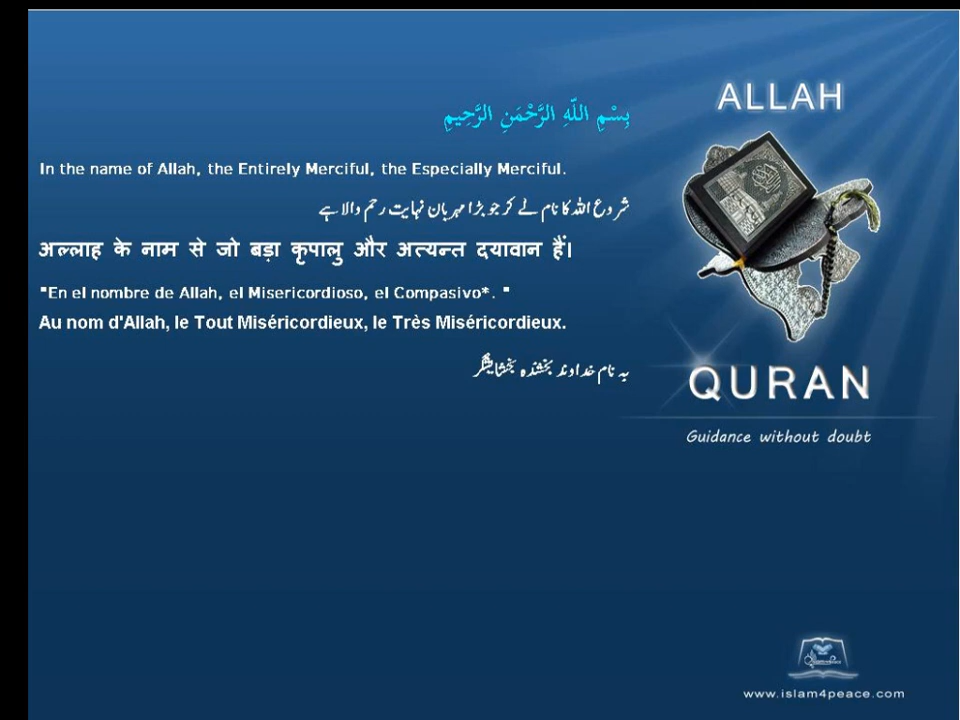 بِسْمِ اللّهِ الرَّحْمَنِ الرَّحِيمِ
In the name of Allah, the Entirely Merciful, the Especially Merciful.
شروع اللہ کا نام لے کر جو بڑا مہربان نہایت رحم والا ہے
अल्लाह के नाम से जो बड़ा कृपालु और अत्यन्त दयावान हैं।
"En el nombre de Allah, el Misericordioso, el Compasivo*. "
Au nom d'Allah, le Tout Miséricordieux, le Très Miséricordieux.
به نام خداوند بخشنده بخشایشگر
ALLAH
QURAN
Guidance without doubt
www.islam4peace.com